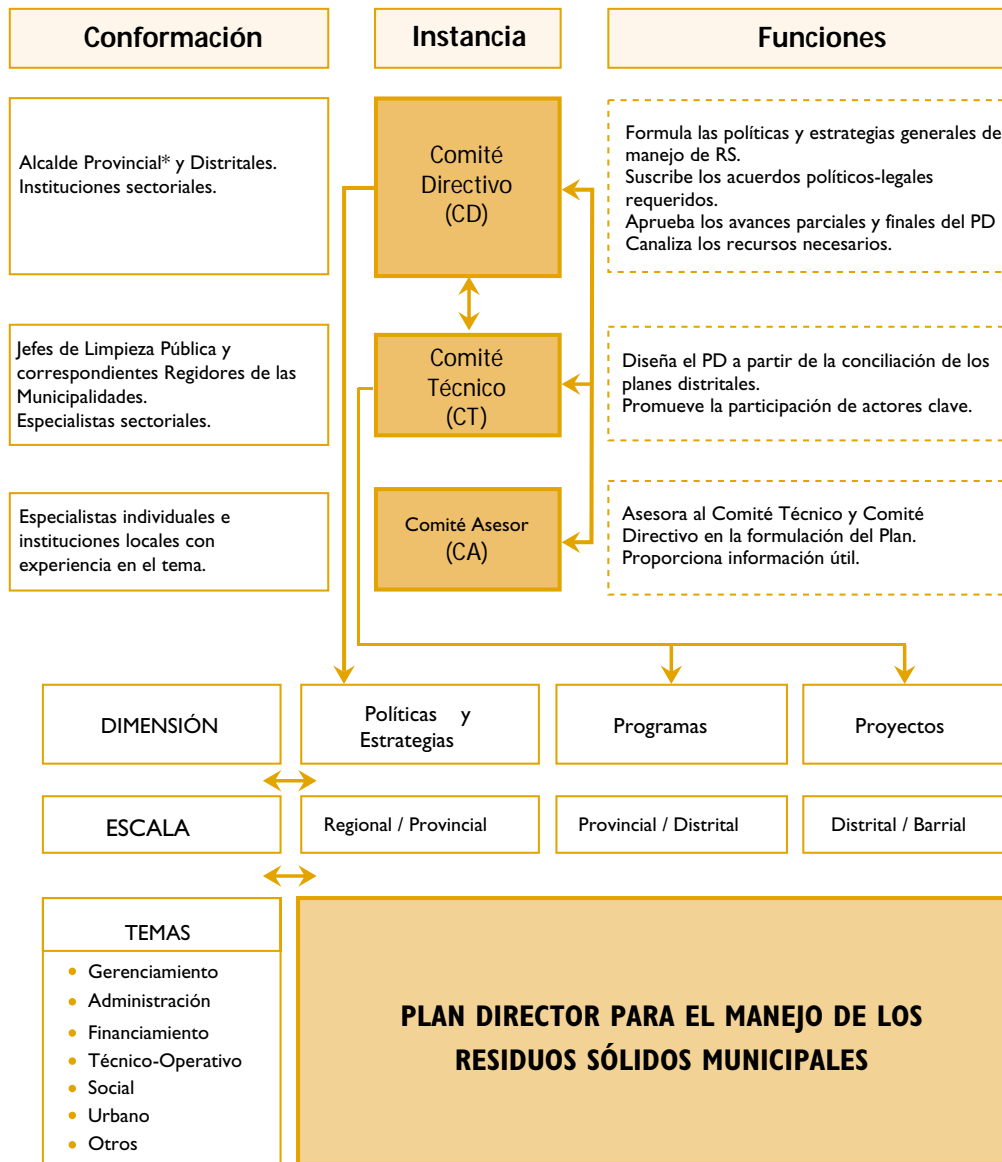 Conformación
Instancia
Funciones
Alcalde Provincial* y Distritales.
Instituciones sectoriales.
Comité
Directivo
(CD)
Formula las políticas y estrategias generales de
manejo de RS.
Suscribe los acuerdos políticos-legales
requeridos.
Aprueba los avances parciales y finales del PD
Canaliza los recursos necesarios.
Jefes de Limpieza Pública y
correspondientes Regidores de las
Municipalidades.
Especialistas sectoriales.
Comité
Técnico
(CT)
Diseña el PD a partir de la conciliación de los
planes distritales.
Promueve la participación de actores clave.
Especialistas individuales e
instituciones locales con
experiencia en el tema.
Comité Asesor
(CA)
Asesora al Comité Técnico y Comité
Directivo en la formulación del Plan.
Proporciona información útil.
DIMENSIÓN
Políticas y
Estrategias
Programas
Proyectos
ESCALA
Regional / Provincial
Provincial / Distrital
Distrital / Barrial
TEMAS
• Gerenciamiento
• Administración
• Financiamiento
• Técnico-Operativo
• Social
• Urbano
• Otros
PLAN DIRECTOR PARA EL MANEJO DE LOS
RESIDUOS SÓLIDOS MUNICIPALES